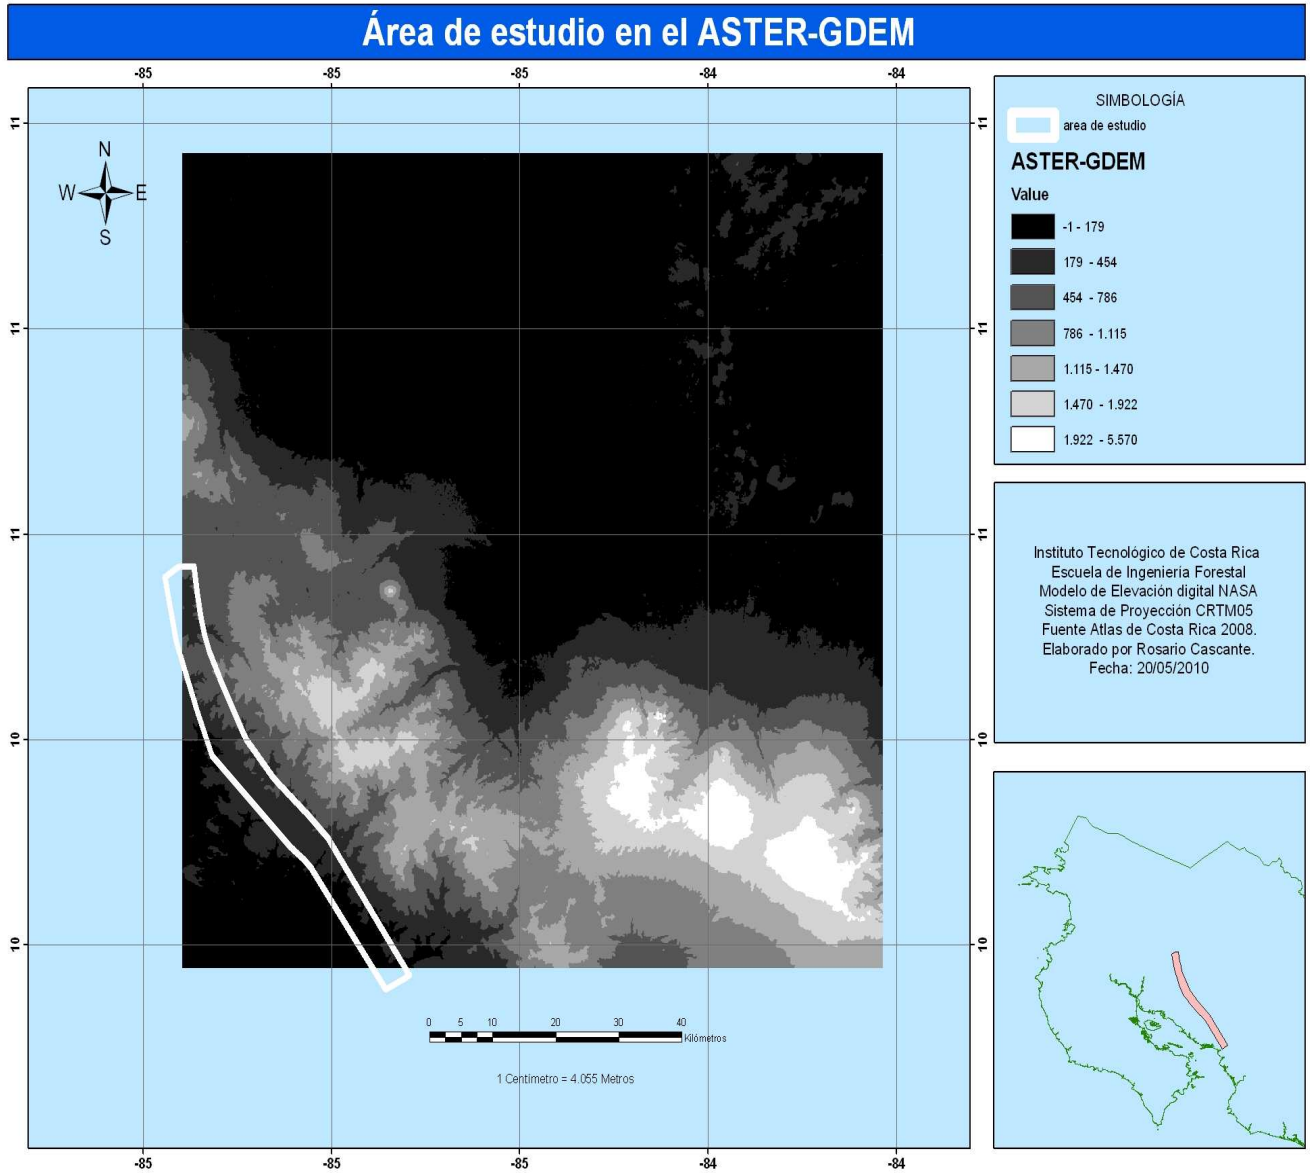 Área de estudio en el ASTER-GDEM
-85 -85 -85 -84 -84
11 11
11 11
11 11
10 10
10 10
-85 -85 -85 -84 -84
N
W E
S
0 5 10 20 30 40
Kilómetros
1 Centímetro = 4.055 Metros
SIMBOLOGÍA
area de estudio
ASTER-GDEM
Value
-1 - 179
179 - 454
454 - 786
786 - 1.115
1.115 - 1.470
1.470 - 1.922
1.922 - 5.570
Instituto Tecnológico de Costa Rica
Escuela de Ingeniería Forestal
Modelo de Elevación digital NASA
Sistema de Proyección CRTM05
Fuente Atlas de Costa Rica 2008.
Elaborado por Rosario Cascante.
Fecha: 20/05/2010